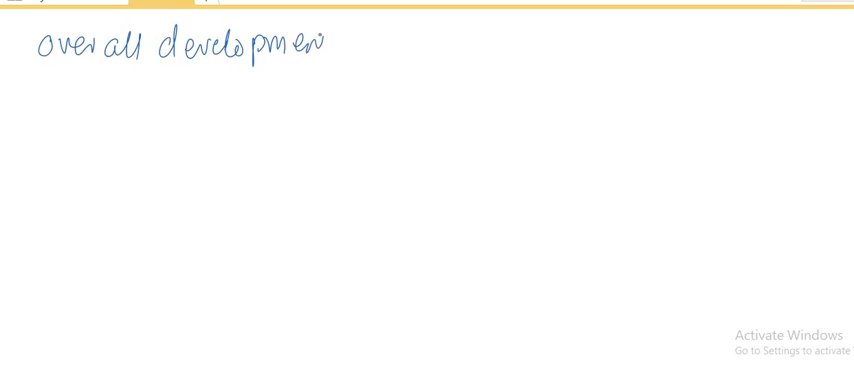 overall developmen
Activate Windows
Go to Settings to activate